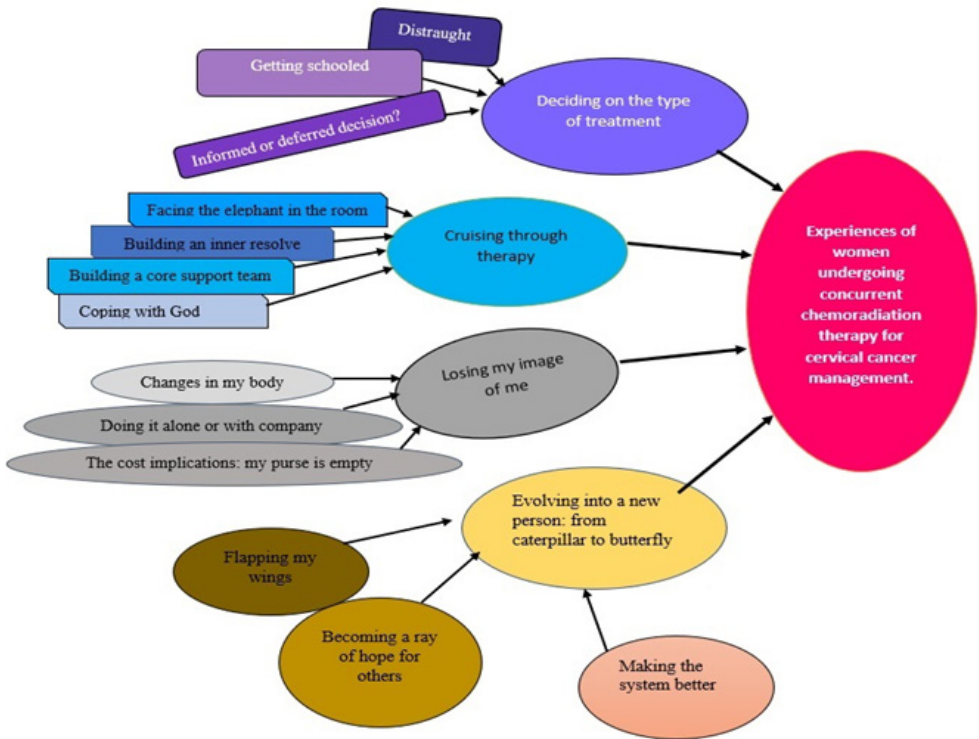 Distraught
Getting schooled
Informed or deferred decision?
Deciding on the type
of treatment
Facing the elephant in the room
Building an inner resolve
Building a core support team
Coping with God
Cruising through
therapy
Changes in my body
Doing it alone or with company
The cost implications: my purse is empty
Losing my image
of me
Flapping my
wings
Becoming a ray
of hope for
others
Making the
system better
Evolving into a new
person: from
caterpillar to butterfly
Experiences of
women
undergoing
concurrent
chemoradiation
therapy for
cervical cancer
management.